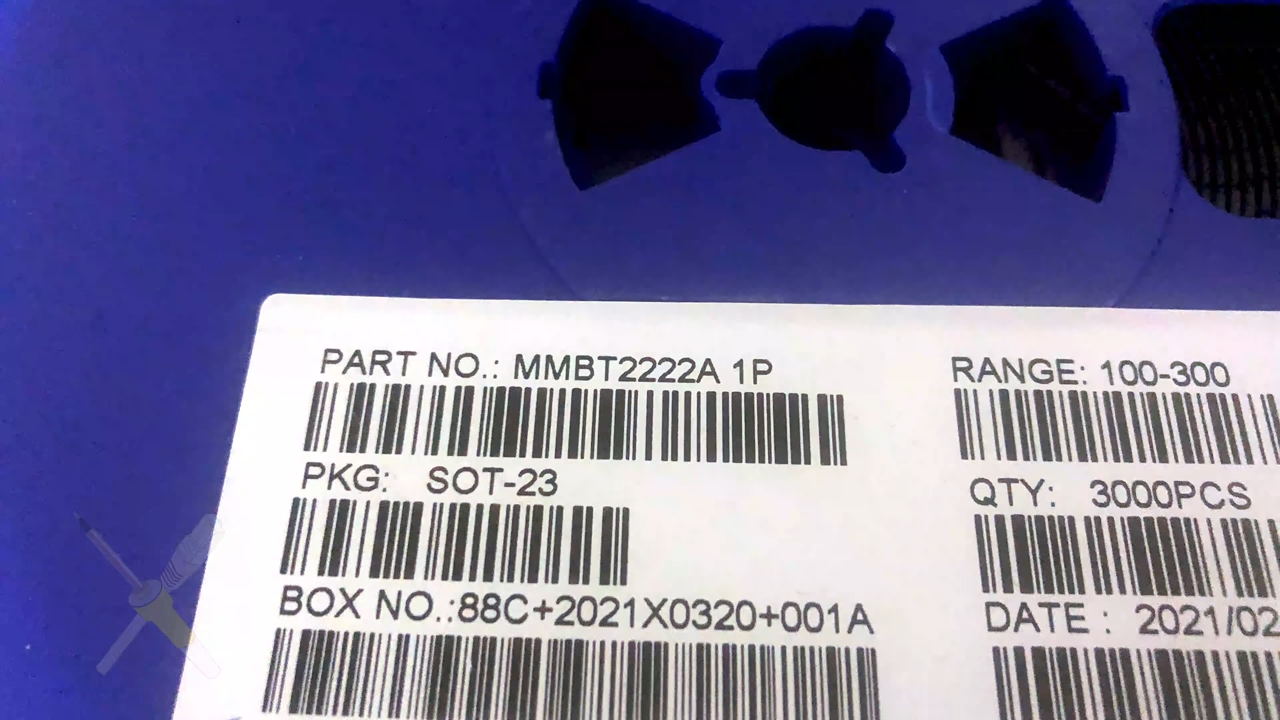 PART NO.: MMBT2222A 1P
RANGE: 100-300
PKG: SOT-23
QTY: 3000PCS
BOX NO.:88C+2021X0320+001A
DATE : 2021/02